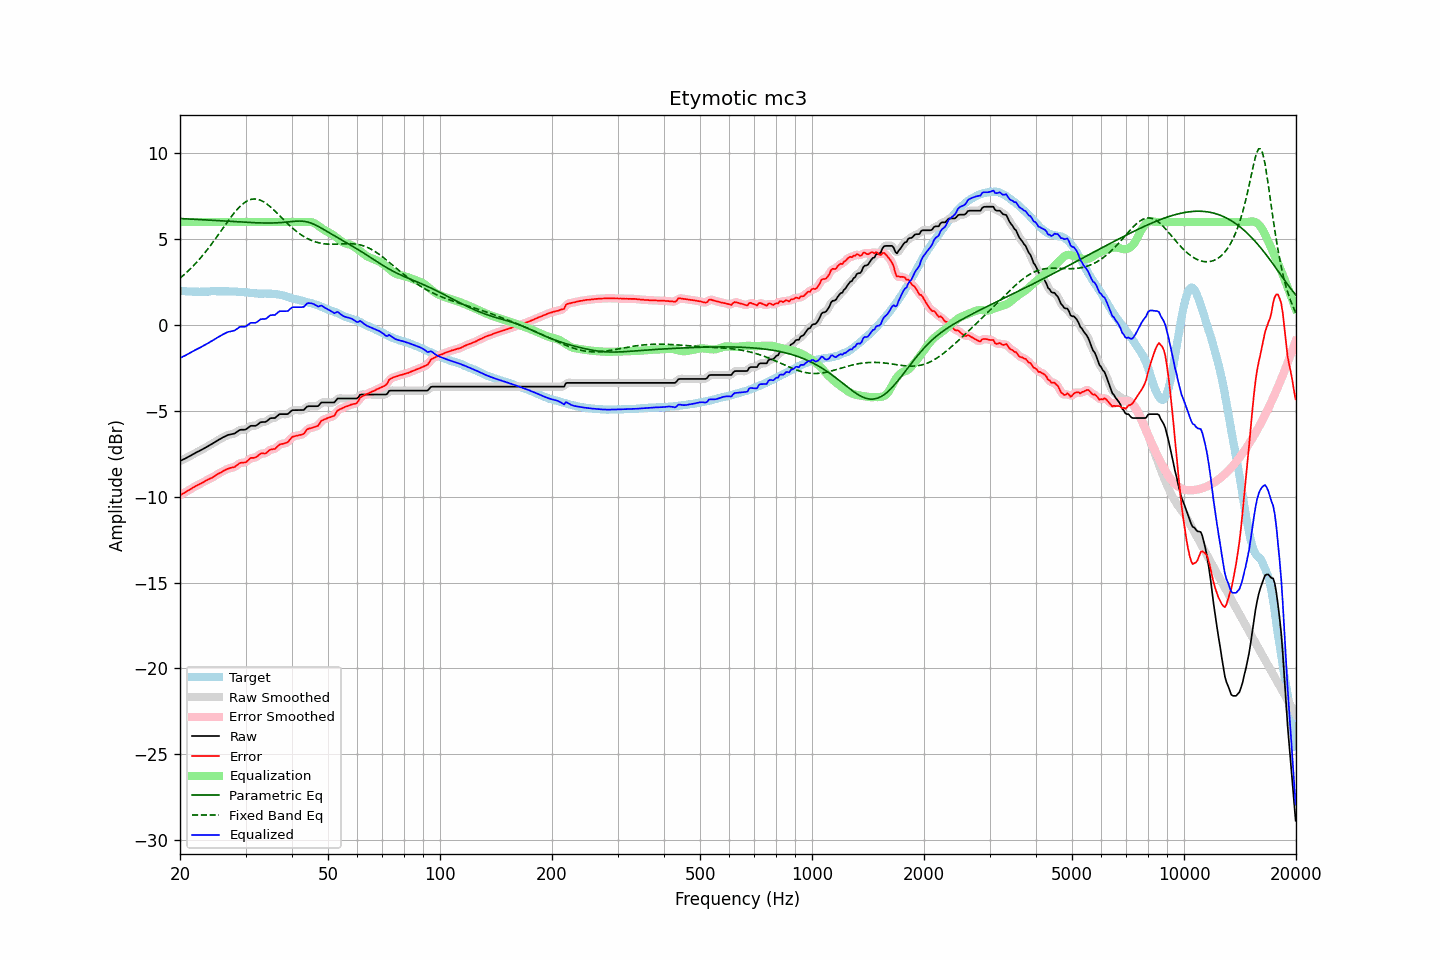 Etymotic mc3
Amplitude (dBr)
10
5
0
−5
−10
−15
−20
−25
−30
Target
Raw Smoothed
Error Smoothed
Raw
Error
Equalization
Parametric Eq
Fixed Band Eq
Equalized
20 50 100 200 500 1000 2000 5000 10000 20000
Frequency (Hz)